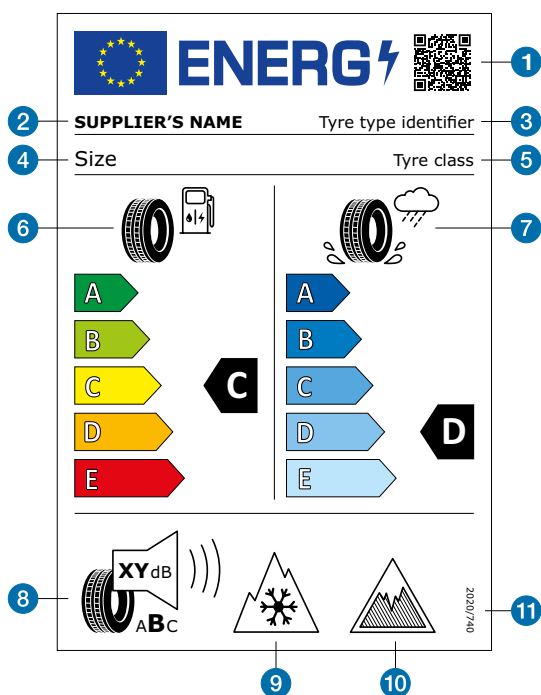 ENERG
1
2 SUPPLIER'S NAME Tyre type identifier 3
4 Size Tyre class 5
6 7
A A
B B
C C C
D D D
E E
8 XY dB
ABC
2020/740 11
9 10